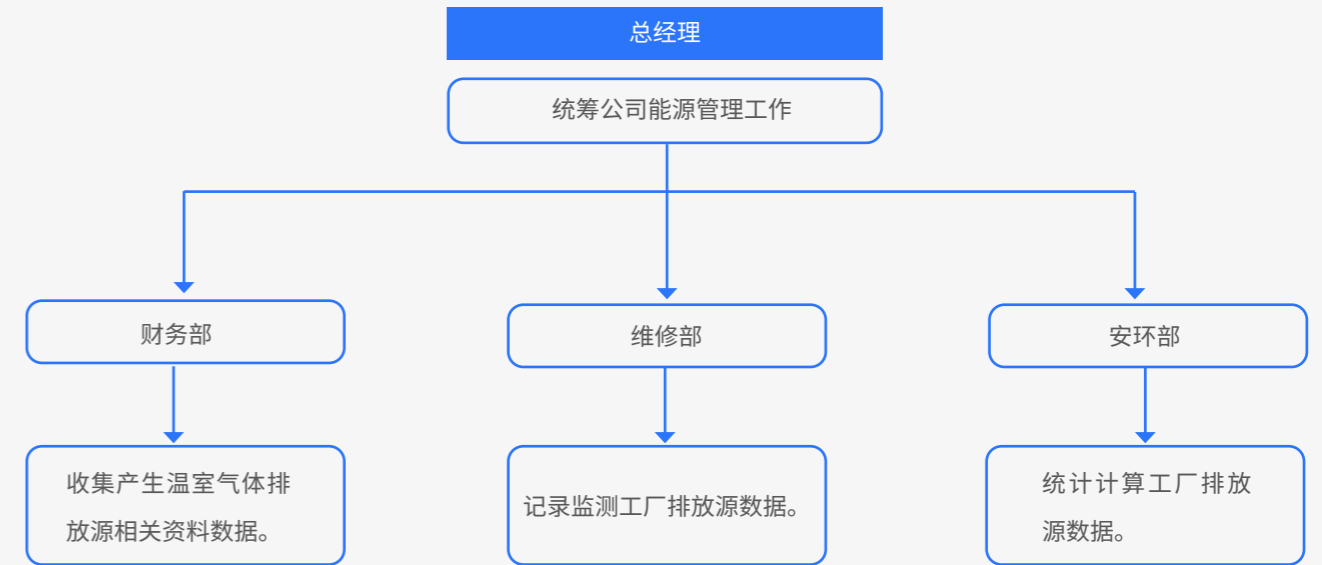 总经理
统筹公司能源管理工作
财务部
维修部
安环部
收集产生温室气体排
放源相关资料数据。
记录监测工厂排放源数据。
统计计算工厂排放
源数据。